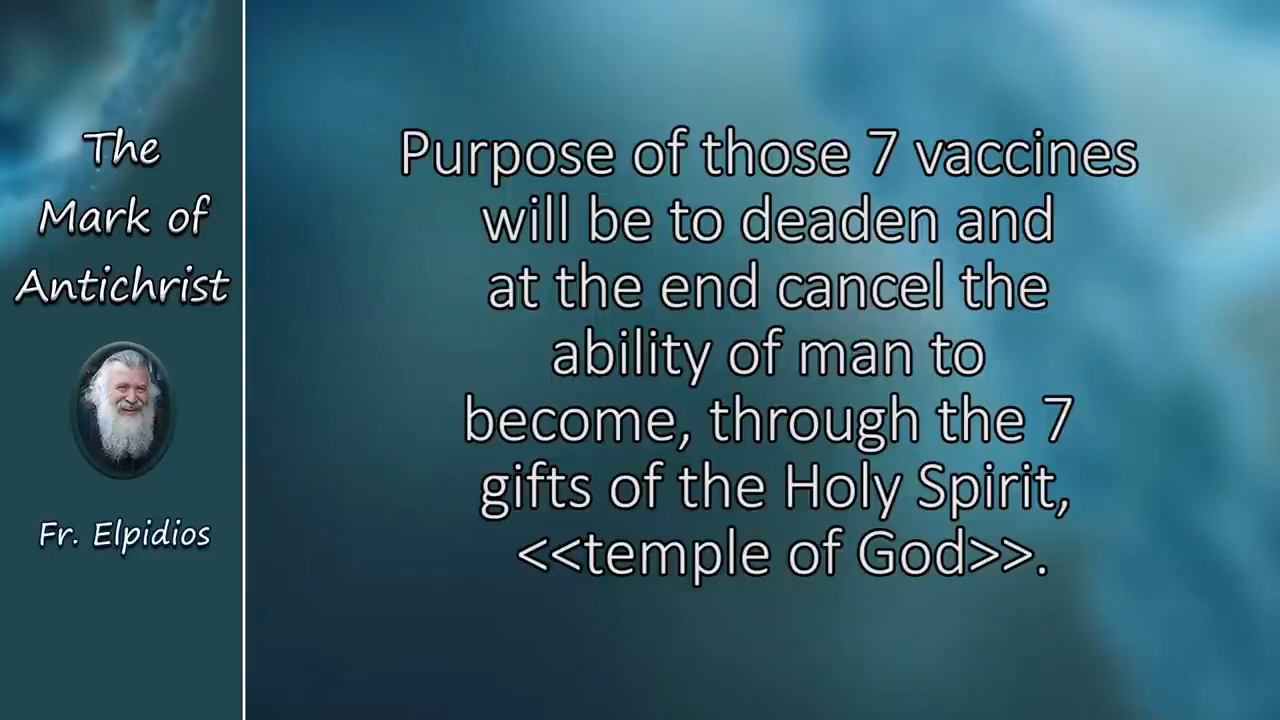 The
Mark of
Antichrist
Fr. Elpidios
Purpose of those 7 vaccines
will be to deaden and
at the end cancel the
ability of man to
become, through the 7
gifts of the Holy Spirit,
<<temple of God>>.